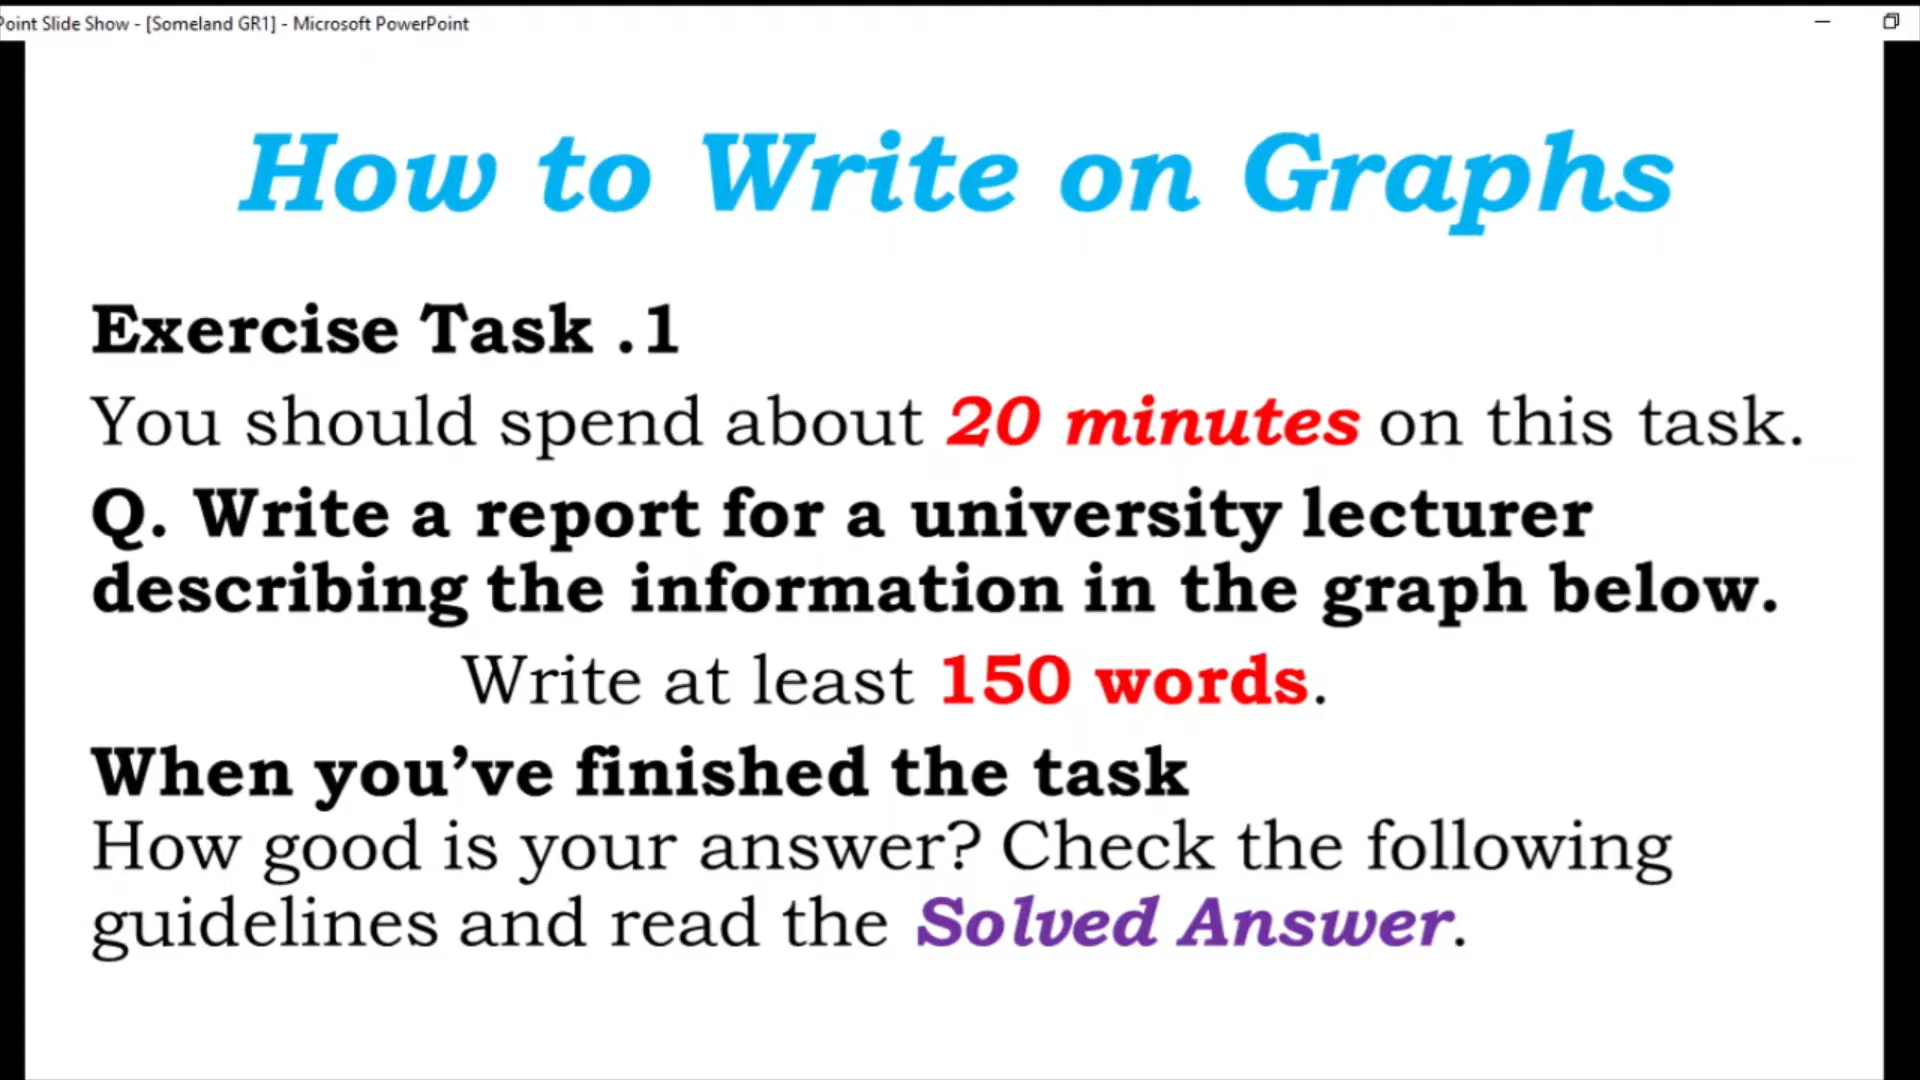 Point Slide Show - [Someland GR1] - Microsoft PowerPoint
How to Write on Graphs
Exercise Task .1
You should spend about 20 minutes on this task.
Q. Write a report for a university lecturer
describing the information in the graph below.
Write at least 150 words.
When you’ve finished the task
How good is your answer? Check the following
guidelines and read the Solved Answer.